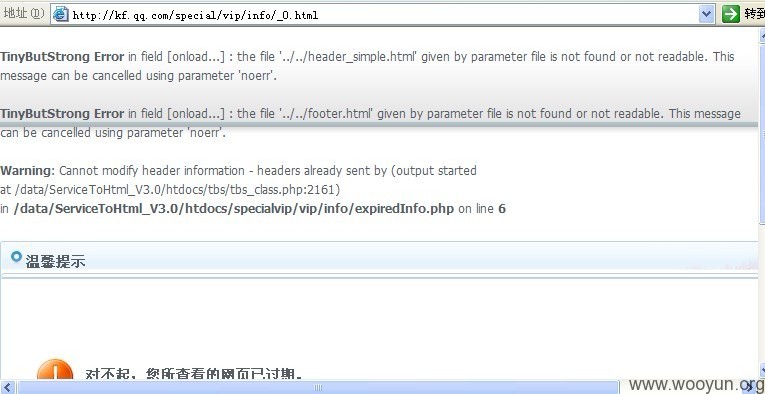 地址(D) http://kf.qq.com/special/vip/info/_0.html 转到
TinyButStrong Error in field [onload...] : the file '../../header_simple.html' given by parameter file is not found or not readable. This
message can be cancelled using parameter 'noerr'.
TinyButStrong Error in field [onload...] : the file '../../footer.html' given by parameter file is not found or not readable. This message
can be cancelled using parameter 'noerr'.
Warning: Cannot modify header information - headers already sent by (output started
at /data/ServiceToHtml_V3.0/htdocs/tbs/tbs_class.php:2161)
in /data/ServiceToHtml_V3.0/htdocs/specialvip/vip/info/expiredInfo.php on line 6
温馨提示
对不起，您所查看的网页已过期。
www.wooyun.org